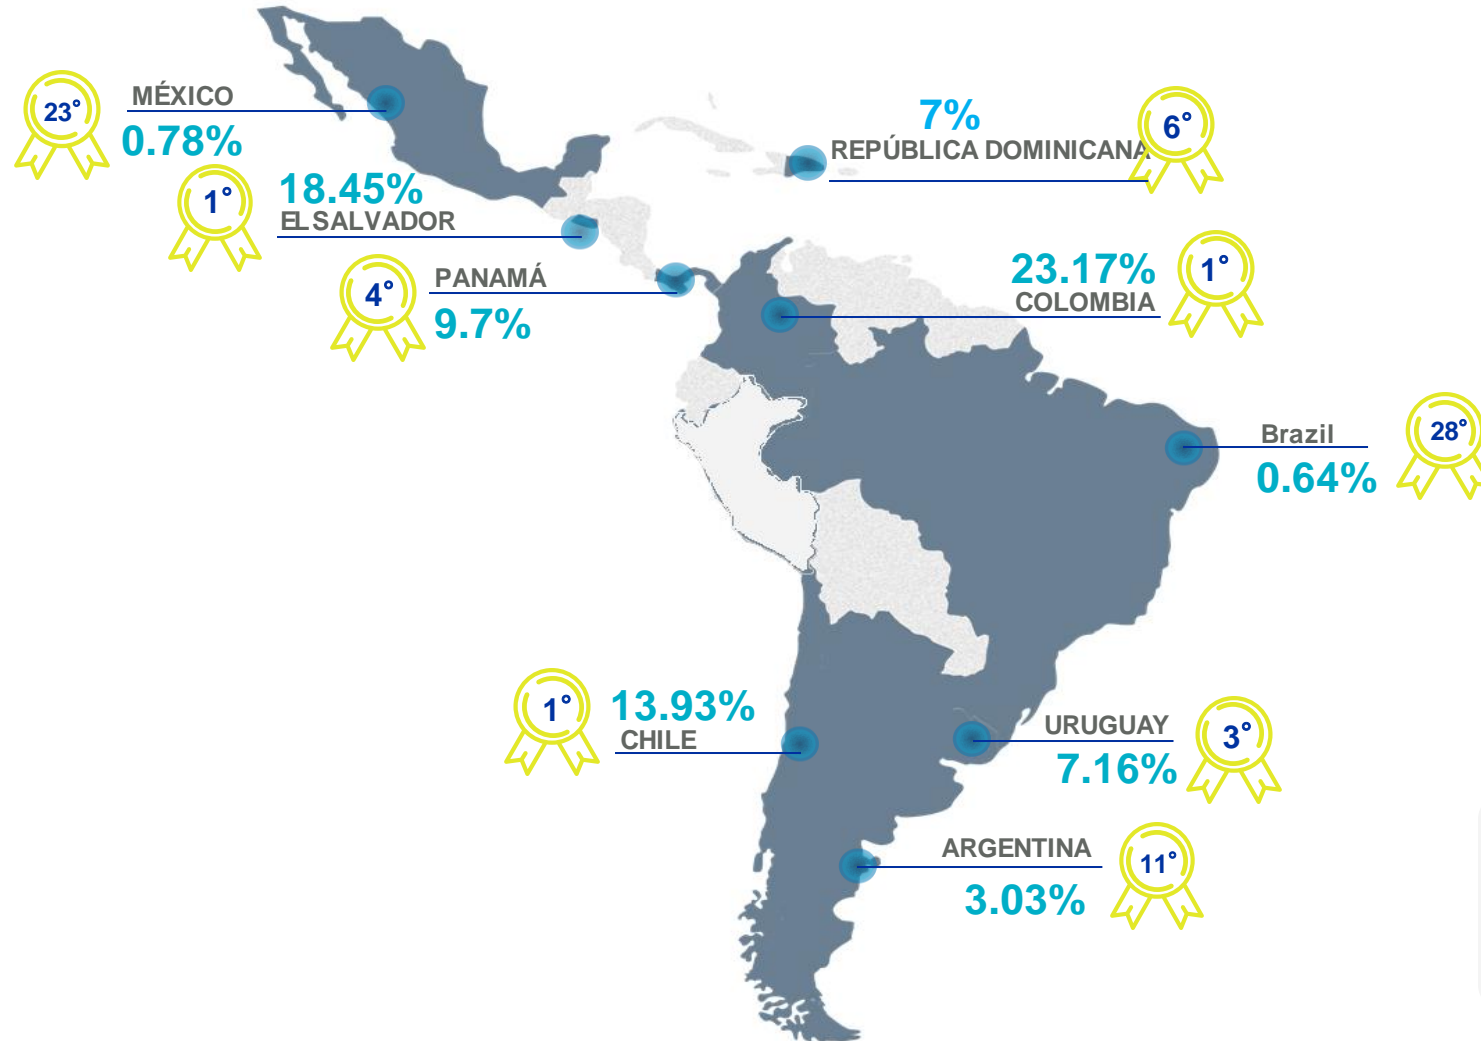 MÉXICO
23°
0.78%
7%
REPÚBLICA DOMINICANA
6°
1°
18.45%
EL SALVADOR
4°
PANAMÁ
9.7%
23.17%
COLOMBIA
1°
Brazil
0.64%
28°
1°
13.93%
CHILE
URUGUAY
7.16%
3°
ARGENTINA
3.03%
11°